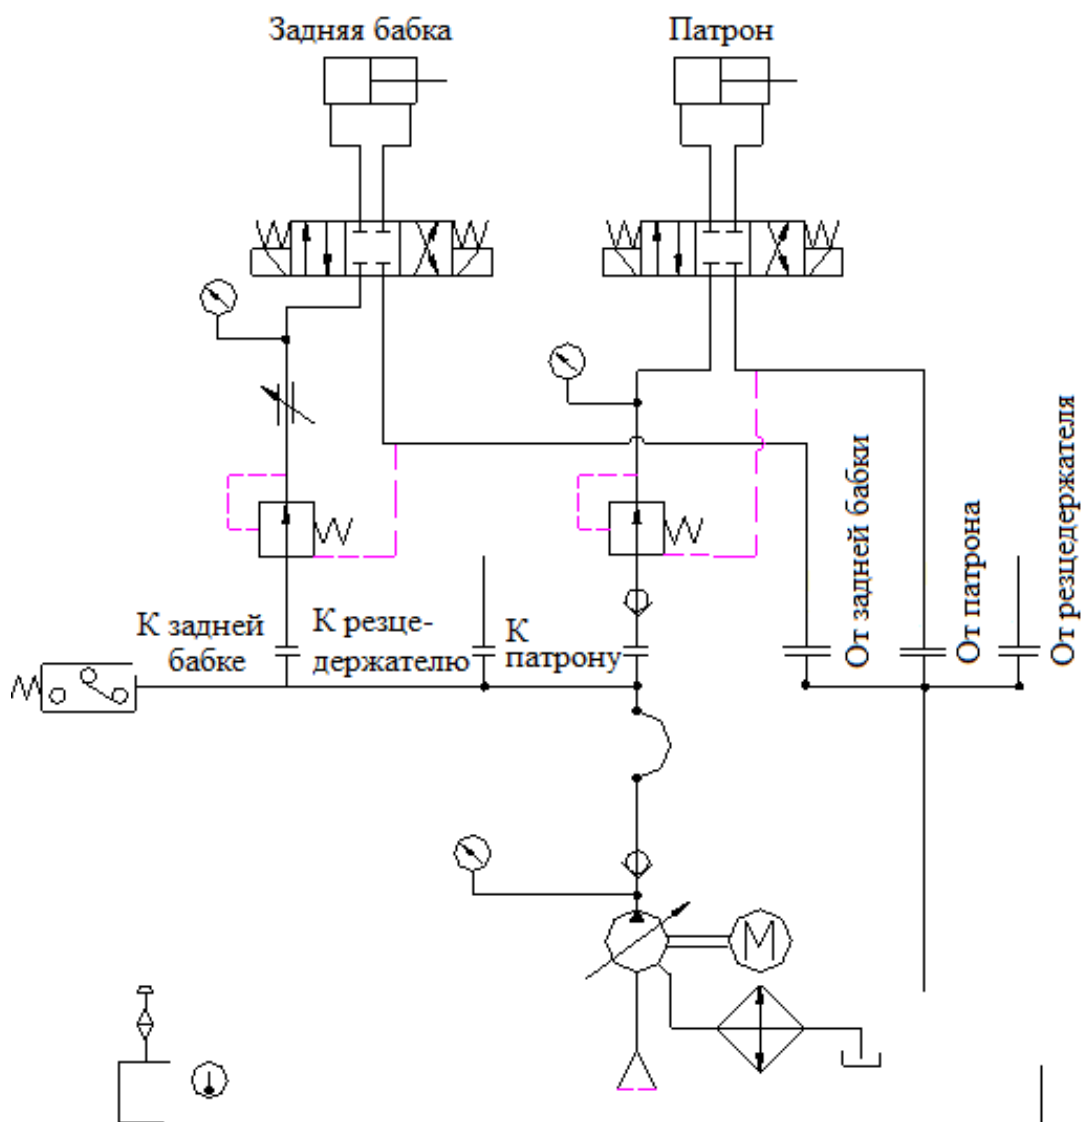 Задняя бабка
Патрон
К задней
бабке
К резце-
держателю
К
патрону
От задней бабки
От патрона
От резцедержателя
M